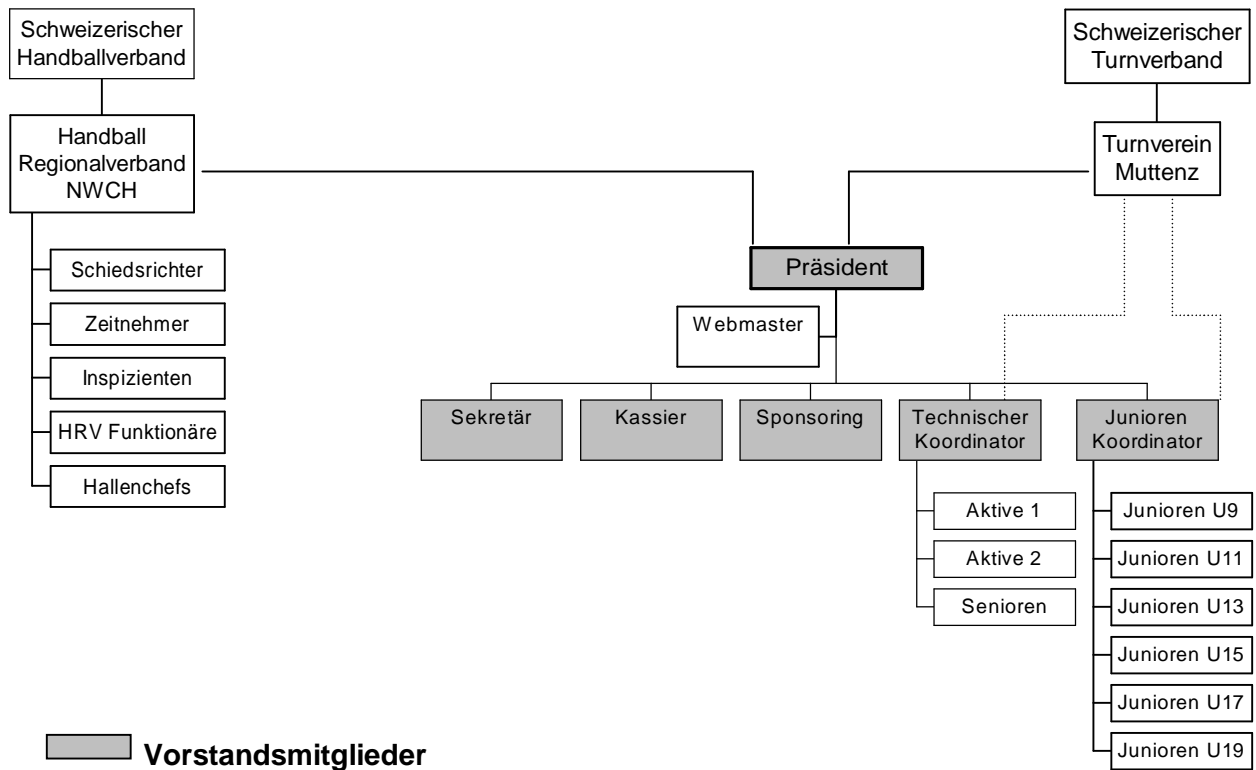 Schweizerischer
Handballverband
Schweizerischer
Turnverband
Handball
Regionalverband
NWCH
Turnverein
Muttenz
Schiedsrichter
Zeitnehmer
Inspizienten
HRV Funktionäre
Hallenchefs
Präsident
Webmaster
Sekretär
Kassier
Sponsoring
Technischer
Koordinator
Junioren
Koordinator
Aktive 1
Aktive 2
Senioren
Junioren U9
Junioren U11
Junioren U13
Junioren U15
Junioren U17
Junioren U19
Vorstandsmitglieder